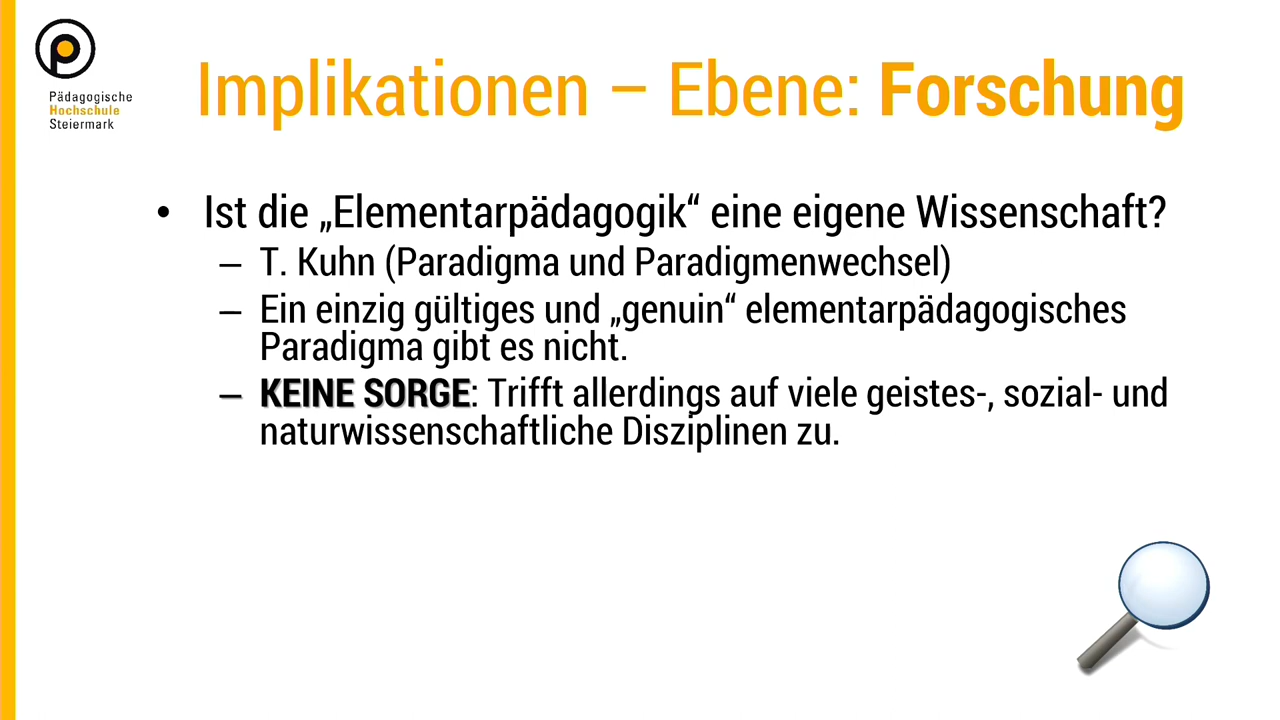 Pädagogische
Hochschule
Steiermark
Implikationen – Ebene: Forschung
• Ist die „Elementarpädagogik“ eine eigene Wissenschaft?
– T. Kuhn (Paradigma und Paradigmenwechsel)
– Ein einzig gültiges und „genuin“ elementarpädagogisches
Paradigma gibt es nicht.
– KEINE SORGE: Trifft allerdings auf viele geistes-, sozial- und
naturwissenschaftliche Disziplinen zu.